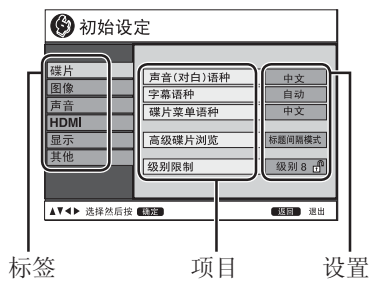 初始设定
碟片
图像
声音
HDMI
显示
其他
声音(对白)语种 中文
字幕语种 自动
碟片菜单语种 中文
高级碟片浏览 标题间隔模式
级别限制 级别 8
▲▼◀▶ 选择然后按 确定 返回 退出
标签 项目 设置